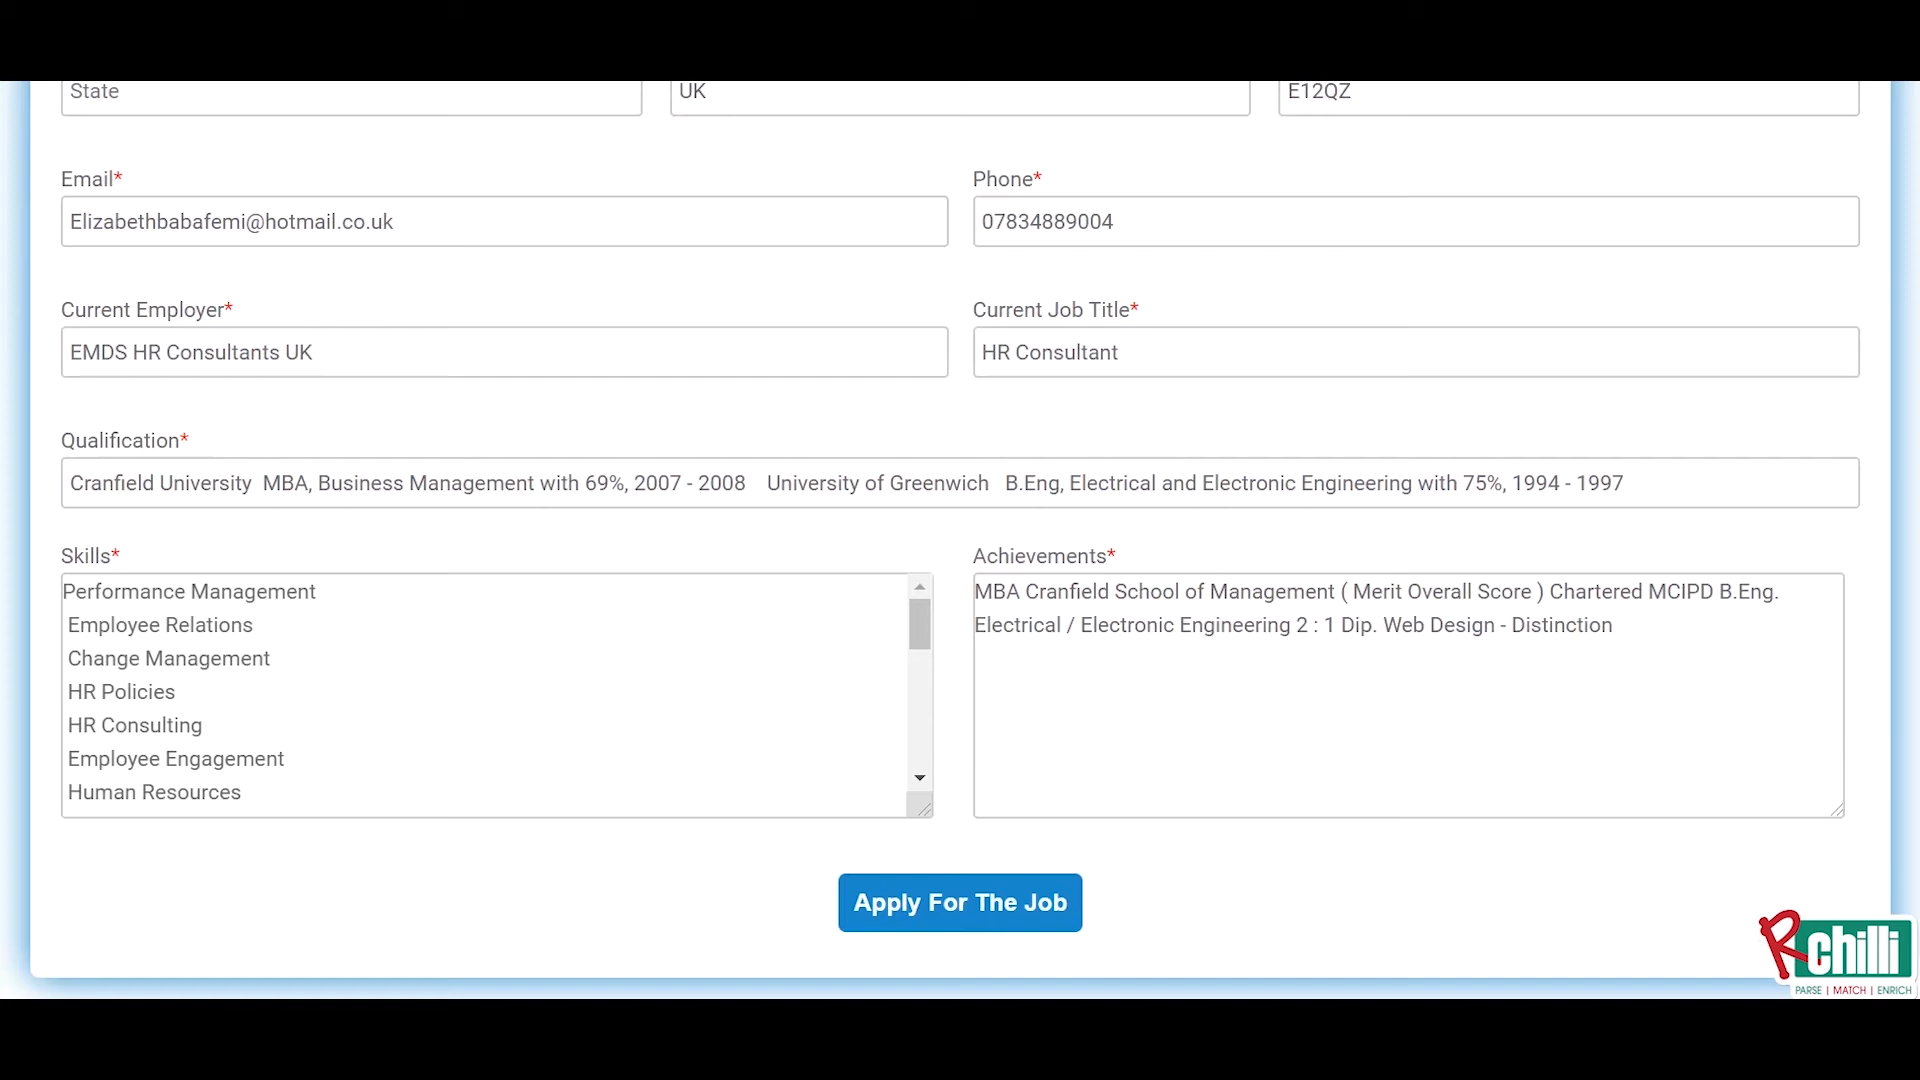 State
UK
E12QZ
Email*
Phone*
Elizabethbabafemi@hotmail.co.uk
07834889004
Current Employer*
Current Job Title*
EMDS HR Consultants UK
HR Consultant
Qualification*
Cranfield University  MBA, Business Management with 69%, 2007 - 2008    University of Greenwich   B.Eng, Electrical and Electronic Engineering with 75%, 1994 - 1997
Skills*
Performance Management
Employee Relations
Change Management
HR Policies
HR Consulting
Employee Engagement
Human Resources
Achievements*
MBA Cranfield School of Management ( Merit Overall Score ) Chartered MCIPD B.Eng.
Electrical / Electronic Engineering 2 : 1 Dip. Web Design - Distinction
Apply For The Job
Rchilli
PARSE | MATCH | ENRICH